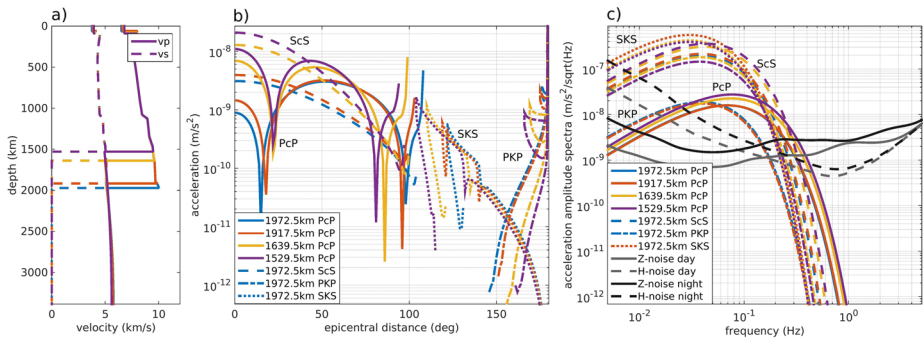 a)
0
500
1000
1500
2000
2500
3000
depth (km)
0
5
10
velocity (km/s)
vp
vs
b)
10^-8
10^-9
10^-10
10^-11
10^-12
acceleration (m/s²)
0
50
100
150
epicentral distance (deg)
ScS
PcP
SKS
PKP
1972.5km PcP
1917.5km PcP
1639.5km PcP
1529.5km PcP
1972.5km ScS
1972.5km PKP
1972.5km SKS
c)
10^-7
10^-8
10^-9
10^-10
10^-11
10^-12
acceleration amplitude spectra (m/s²/sqrt(Hz)
10^-2
10^-1
10^0
frequency (Hz)
SKS
ScS
PcP
PKP
1972.5km PcP
1917.5km PcP
1639.5km PcP
1529.5km PcP
1972.5km ScS
1972.5km PKP
1972.5km SKS
Z-noise day
H-noise day
Z-noise night
H-noise night